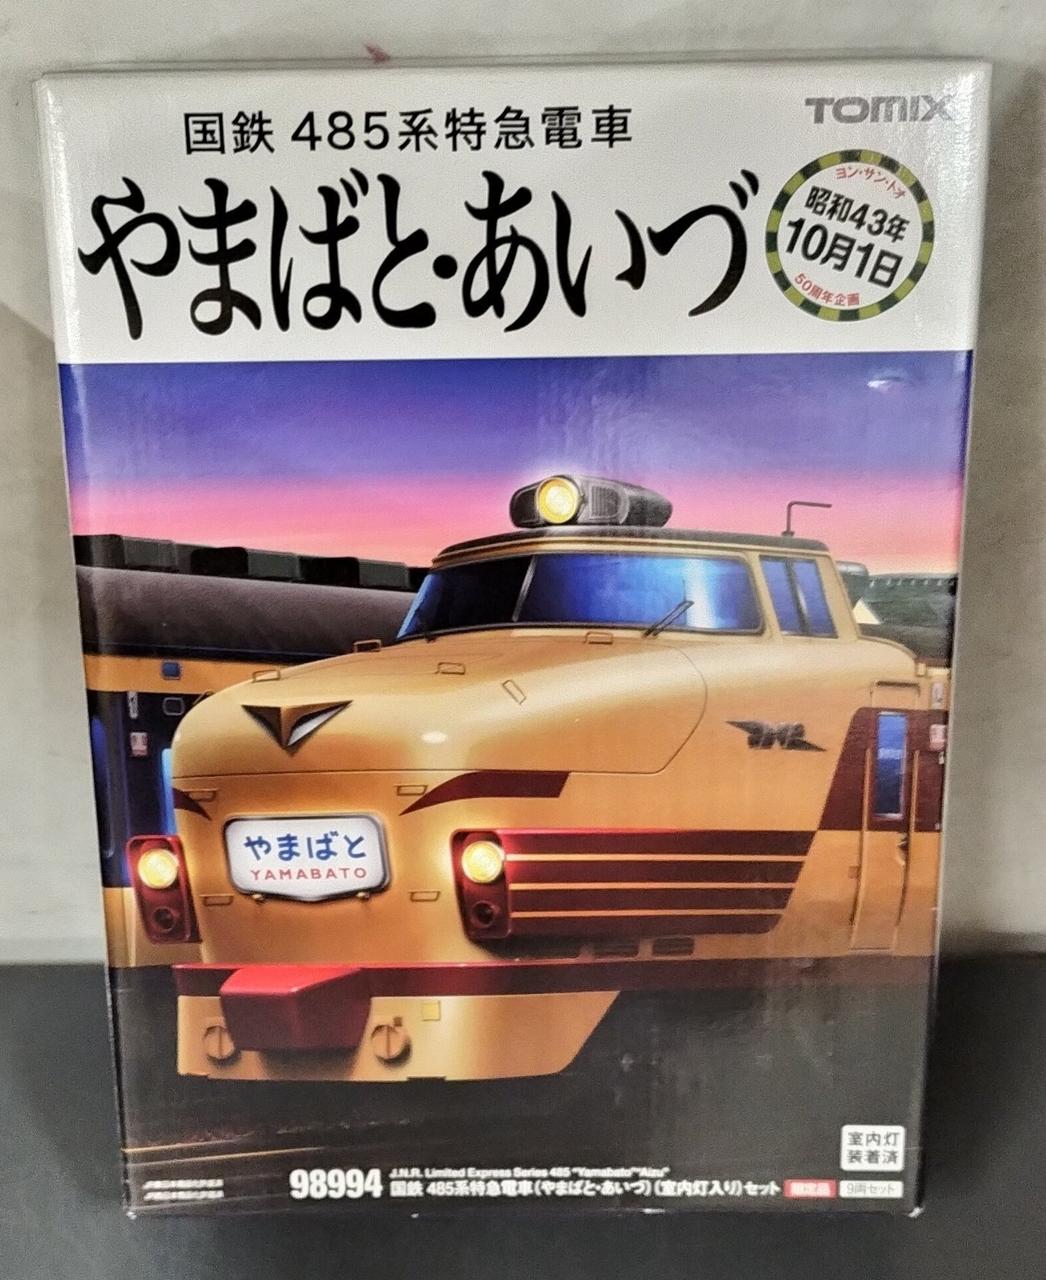 国鉄 485系特急電車
TOMIX
やまばと・あいづ
ヨン・サン・トオ
昭和43年
10月1日
50周年企画
JNR
やまばと
YAMABATO
室内灯
装着済
98994
J.N.R. Limited Express Series 485 "Yamabato""Aizu"
国鉄 485系特急電車(やまばと・あいづ)(室内灯入り)セット
限定品
9両セット